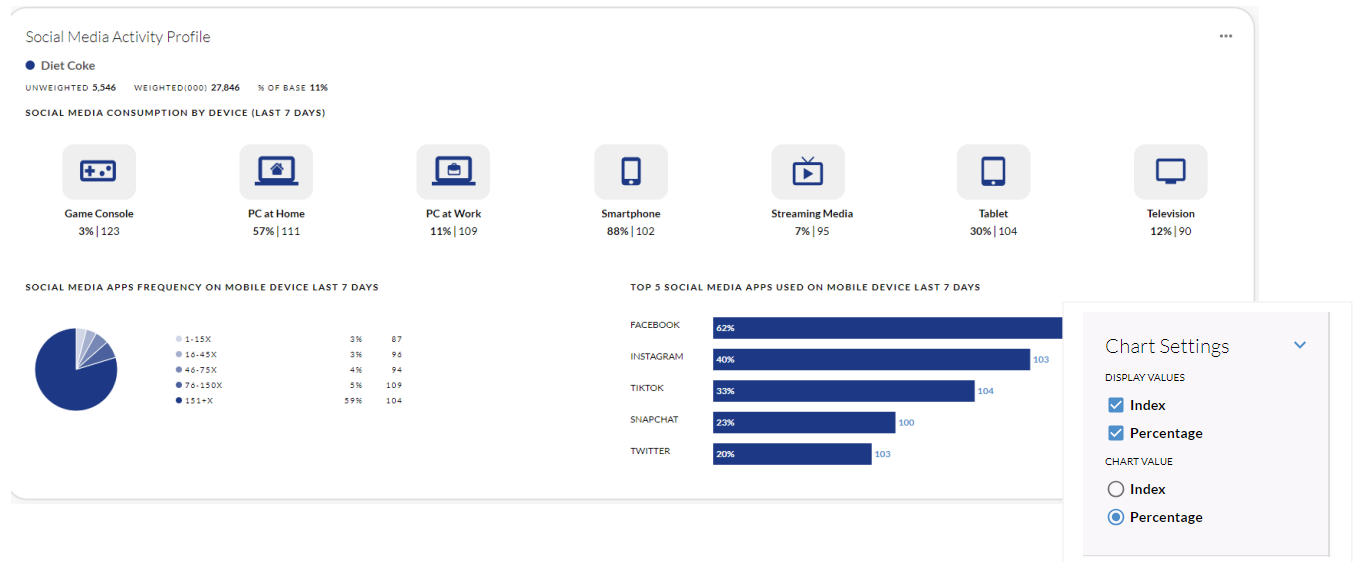 Social Media Activity Profile
Diet Coke
UNWEIGHTED 5,546 WEIGHTED(000) 27,846 % OF BASE 11%
SOCIAL MEDIA CONSUMPTION BY DEVICE (LAST 7 DAYS)
Game Console PC at Home PC at Work Smartphone Streaming Media Tablet Television
3% | 123 57% | 111 11% | 109 88% | 102 7% | 95 30% | 104 12% | 90
SOCIAL MEDIA APPS FREQUENCY ON MOBILE DEVICE LAST 7 DAYS
1-15X 3% 87
16-45X 3% 96
46-75X 4% 94
76-150X 5% 109
151+X 59% 104
TOP 5 SOCIAL MEDIA APPS USED ON MOBILE DEVICE LAST 7 DAYS
FACEBOOK 62%
INSTAGRAM 40% 103
TIKTOK 33% 104
SNAPCHAT 23% 100
TWITTER 20% 103
Chart Settings
DISPLAY VALUES
Index
Percentage
CHART VALUE
Index
Percentage